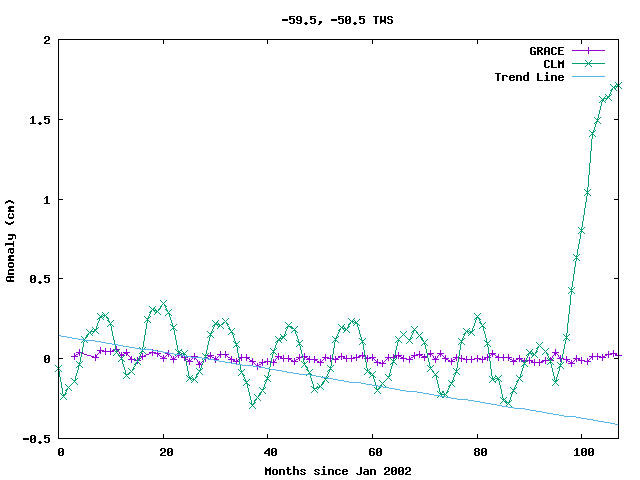 -59.5, -50.5 TWS
GRACE
CLM
Trend Line
2
1.5
1
0.5
0
-0.5
Anomaly (cm)
0 20 40 60 80 100
Months since Jan 2002